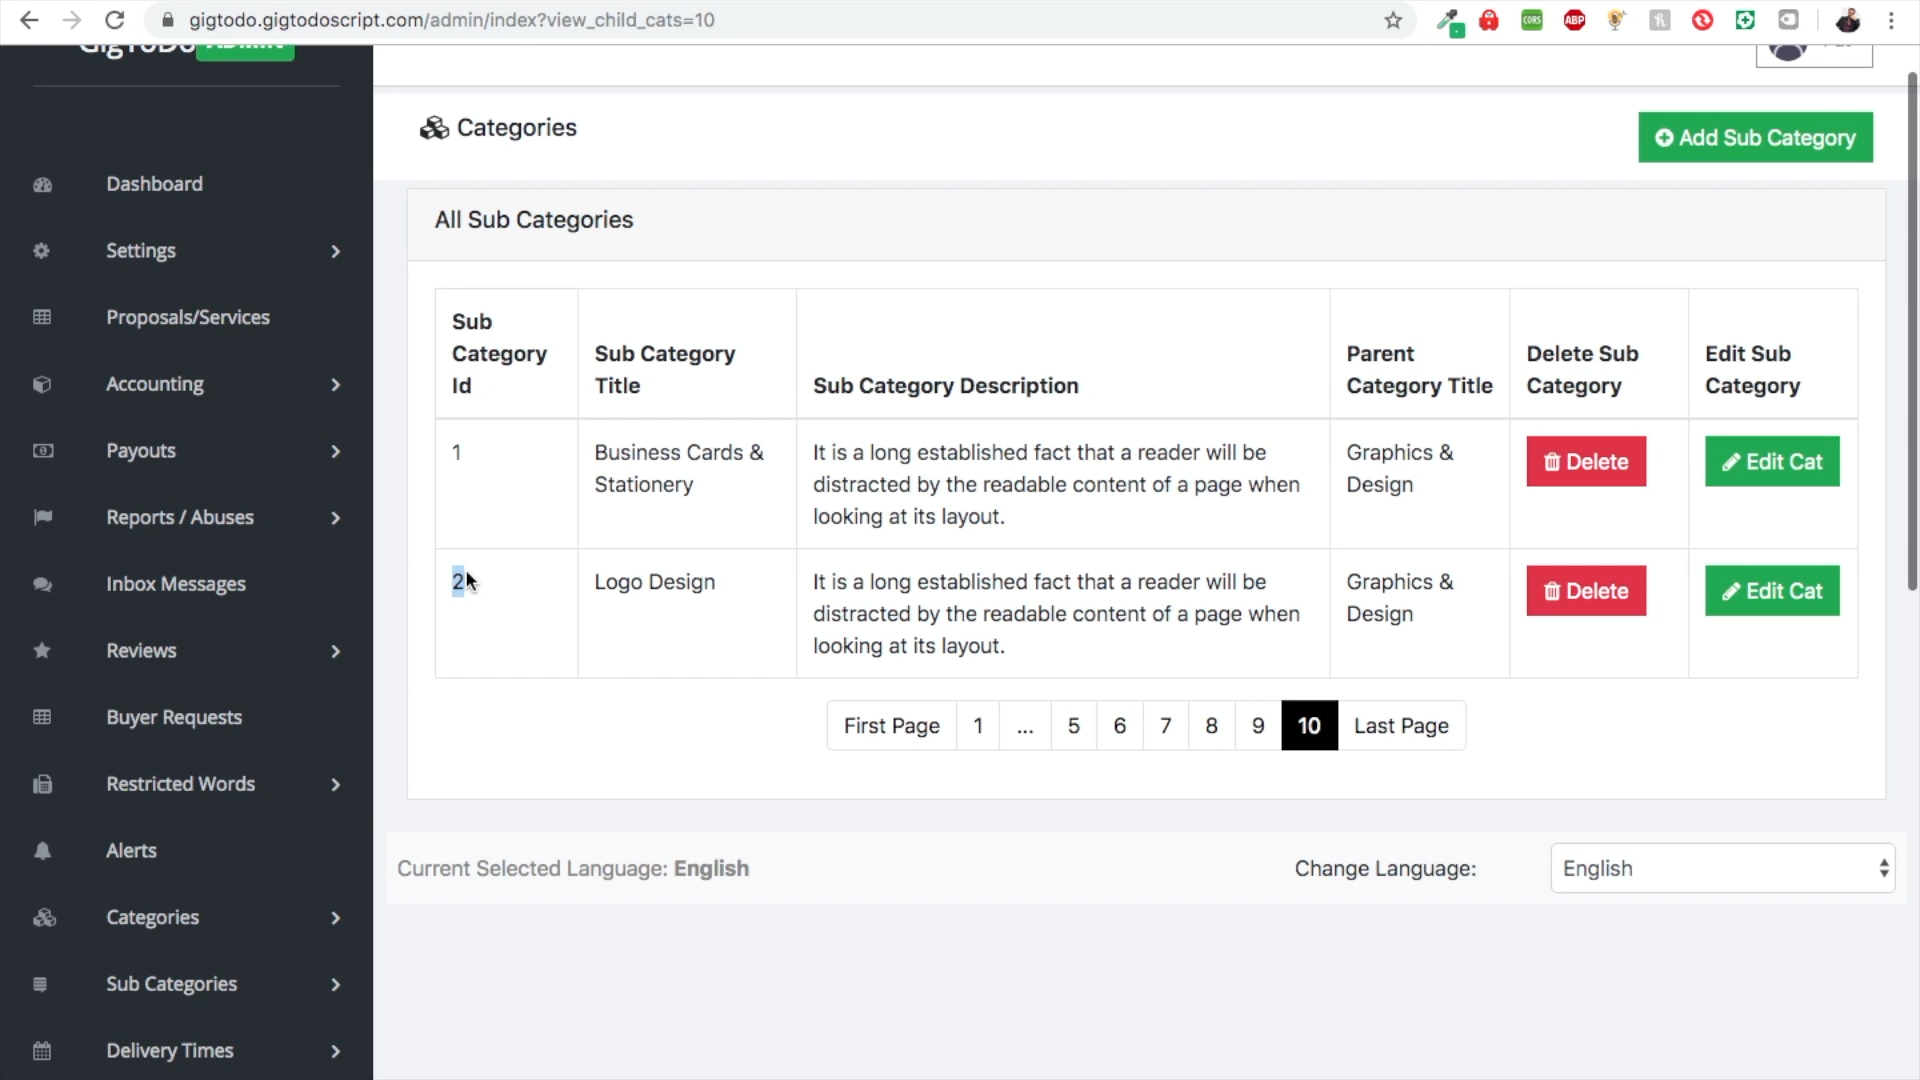 gigtodo.gigtodoscript.com/admin/index?view_child_cats=10
CORS
ABP
GigToDo ADMIN
Categories
Add Sub Category
Dashboard
Settings
Proposals/Services
Accounting
Payouts
Reports / Abuses
Inbox Messages
Reviews
Buyer Requests
Restricted Words
Alerts
Categories
Sub Categories
Delivery Times
All Sub Categories
Sub
Category
Id
Sub Category
Title
Sub Category Description
Parent
Category Title
Delete Sub
Category
Edit Sub
Category
1
Business Cards &
Stationery
It is a long established fact that a reader will be
distracted by the readable content of a page when
looking at its layout.
Graphics &
Design
Delete
Edit Cat
2
Logo Design
It is a long established fact that a reader will be
distracted by the readable content of a page when
looking at its layout.
Graphics &
Design
Delete
Edit Cat
First Page 1 ... 5 6 7 8 9 10 Last Page
Current Selected Language: English
Change Language:
English